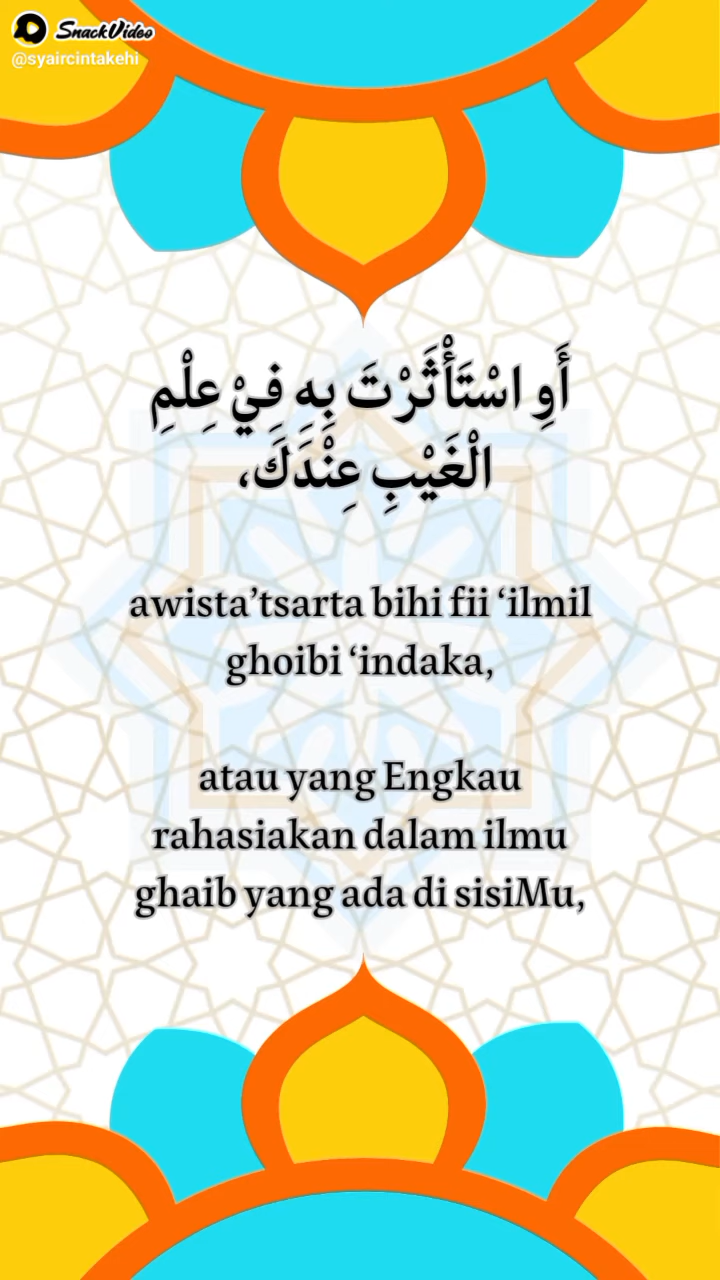 SnackVideo
@syaircintakehi
أَوِ اسْتَأْثَرْتَ بِهِ فِيْ عِلْمِ
الْغَيْبِ عِنْدَكَ،
awista’tsarta bihi fii ‘ilmil
ghoibi ‘indaka,
atau yang Engkau
rahasiakan dalam ilmu
ghaib yang ada di sisiMu,